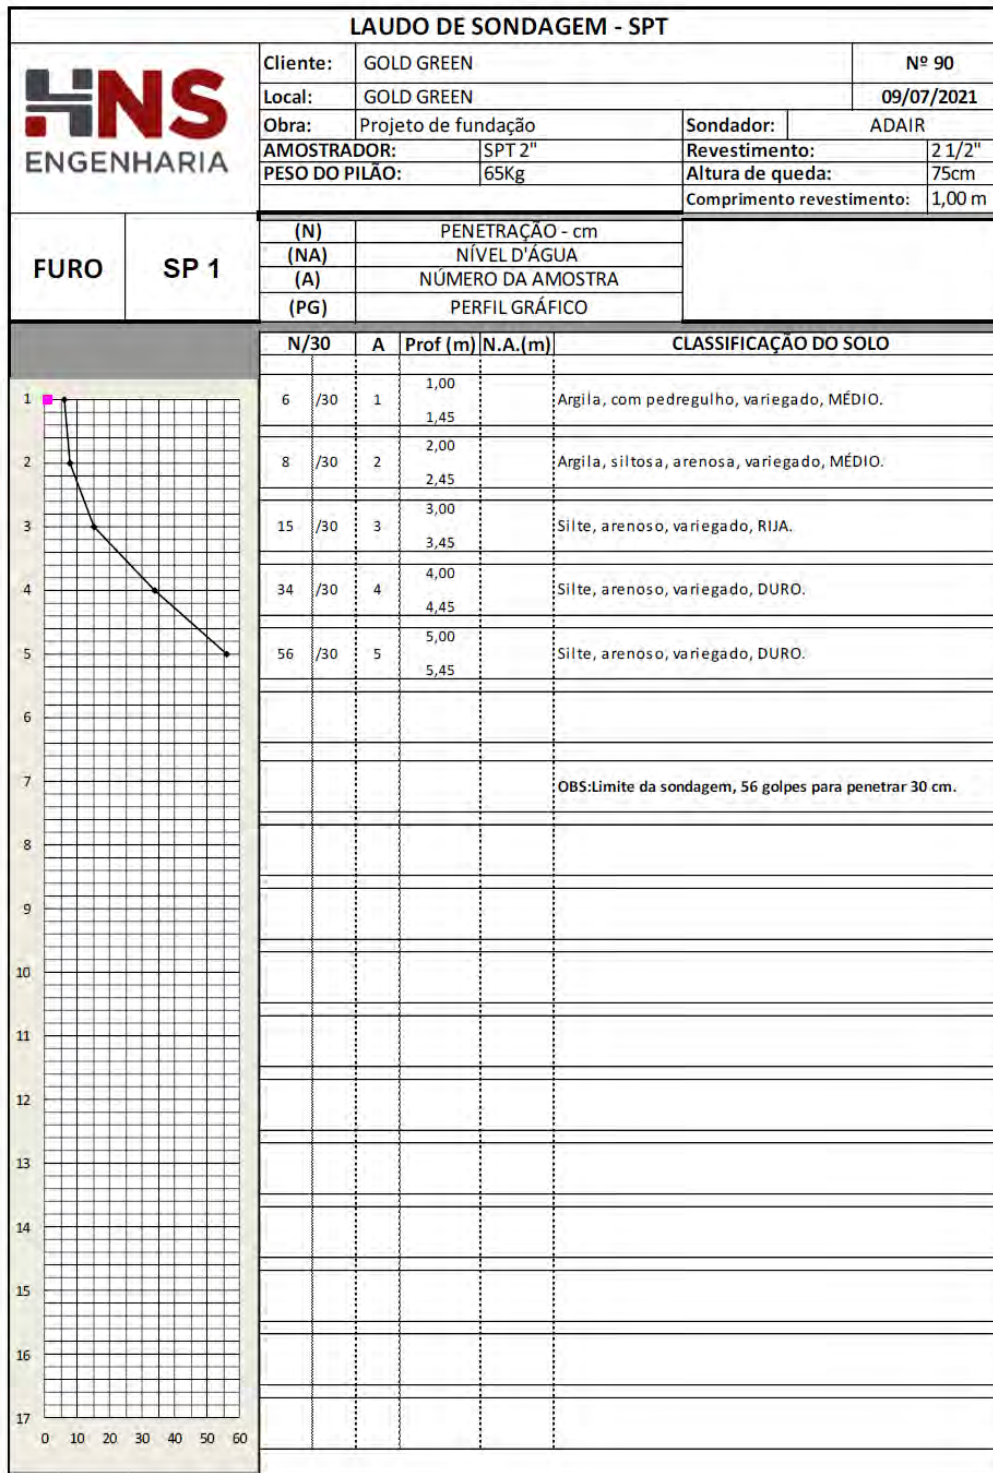 LAUDO DE SONDAGEM - SPT
HNS
ENGENHARIA
Cliente: GOLD GREEN Nº 90
Local: GOLD GREEN 09/07/2021
Obra: Projeto de fundação Sondador: ADAIR
AMOSTRADOR: SPT 2" Revestimento: 2 1/2"
PESO DO PILÃO: 65Kg Altura de queda: 75cm
Comprimento revestimento: 1,00 m
FURO SP 1
(N) PENETRAÇÃO - cm
(NA) NÍVEL D'ÁGUA
(A) NÚMERO DA AMOSTRA
(PG) PERFIL GRÁFICO
N/30 A Prof (m) N.A.(m) CLASSIFICAÇÃO DO SOLO
1 6 /30 1 1,00 1,45 Argila, com pedregulho, variegado, MÉDIO.
2 8 /30 2 2,00 2,45 Argila, siltosa, arenosa, variegado, MÉDIO.
3 15 /30 3 3,00 3,45 Silte, arenoso, variegado, RIJA.
4 34 /30 4 4,00 4,45 Silte, arenoso, variegado, DURO.
5 56 /30 5 5,00 5,45 Silte, arenoso, variegado, DURO.
6
7 OBS:Limite da sondagem, 56 golpes para penetrar 30 cm.
8
9
10
11
12
13
14
15
16
17
0 10 20 30 40 50 60